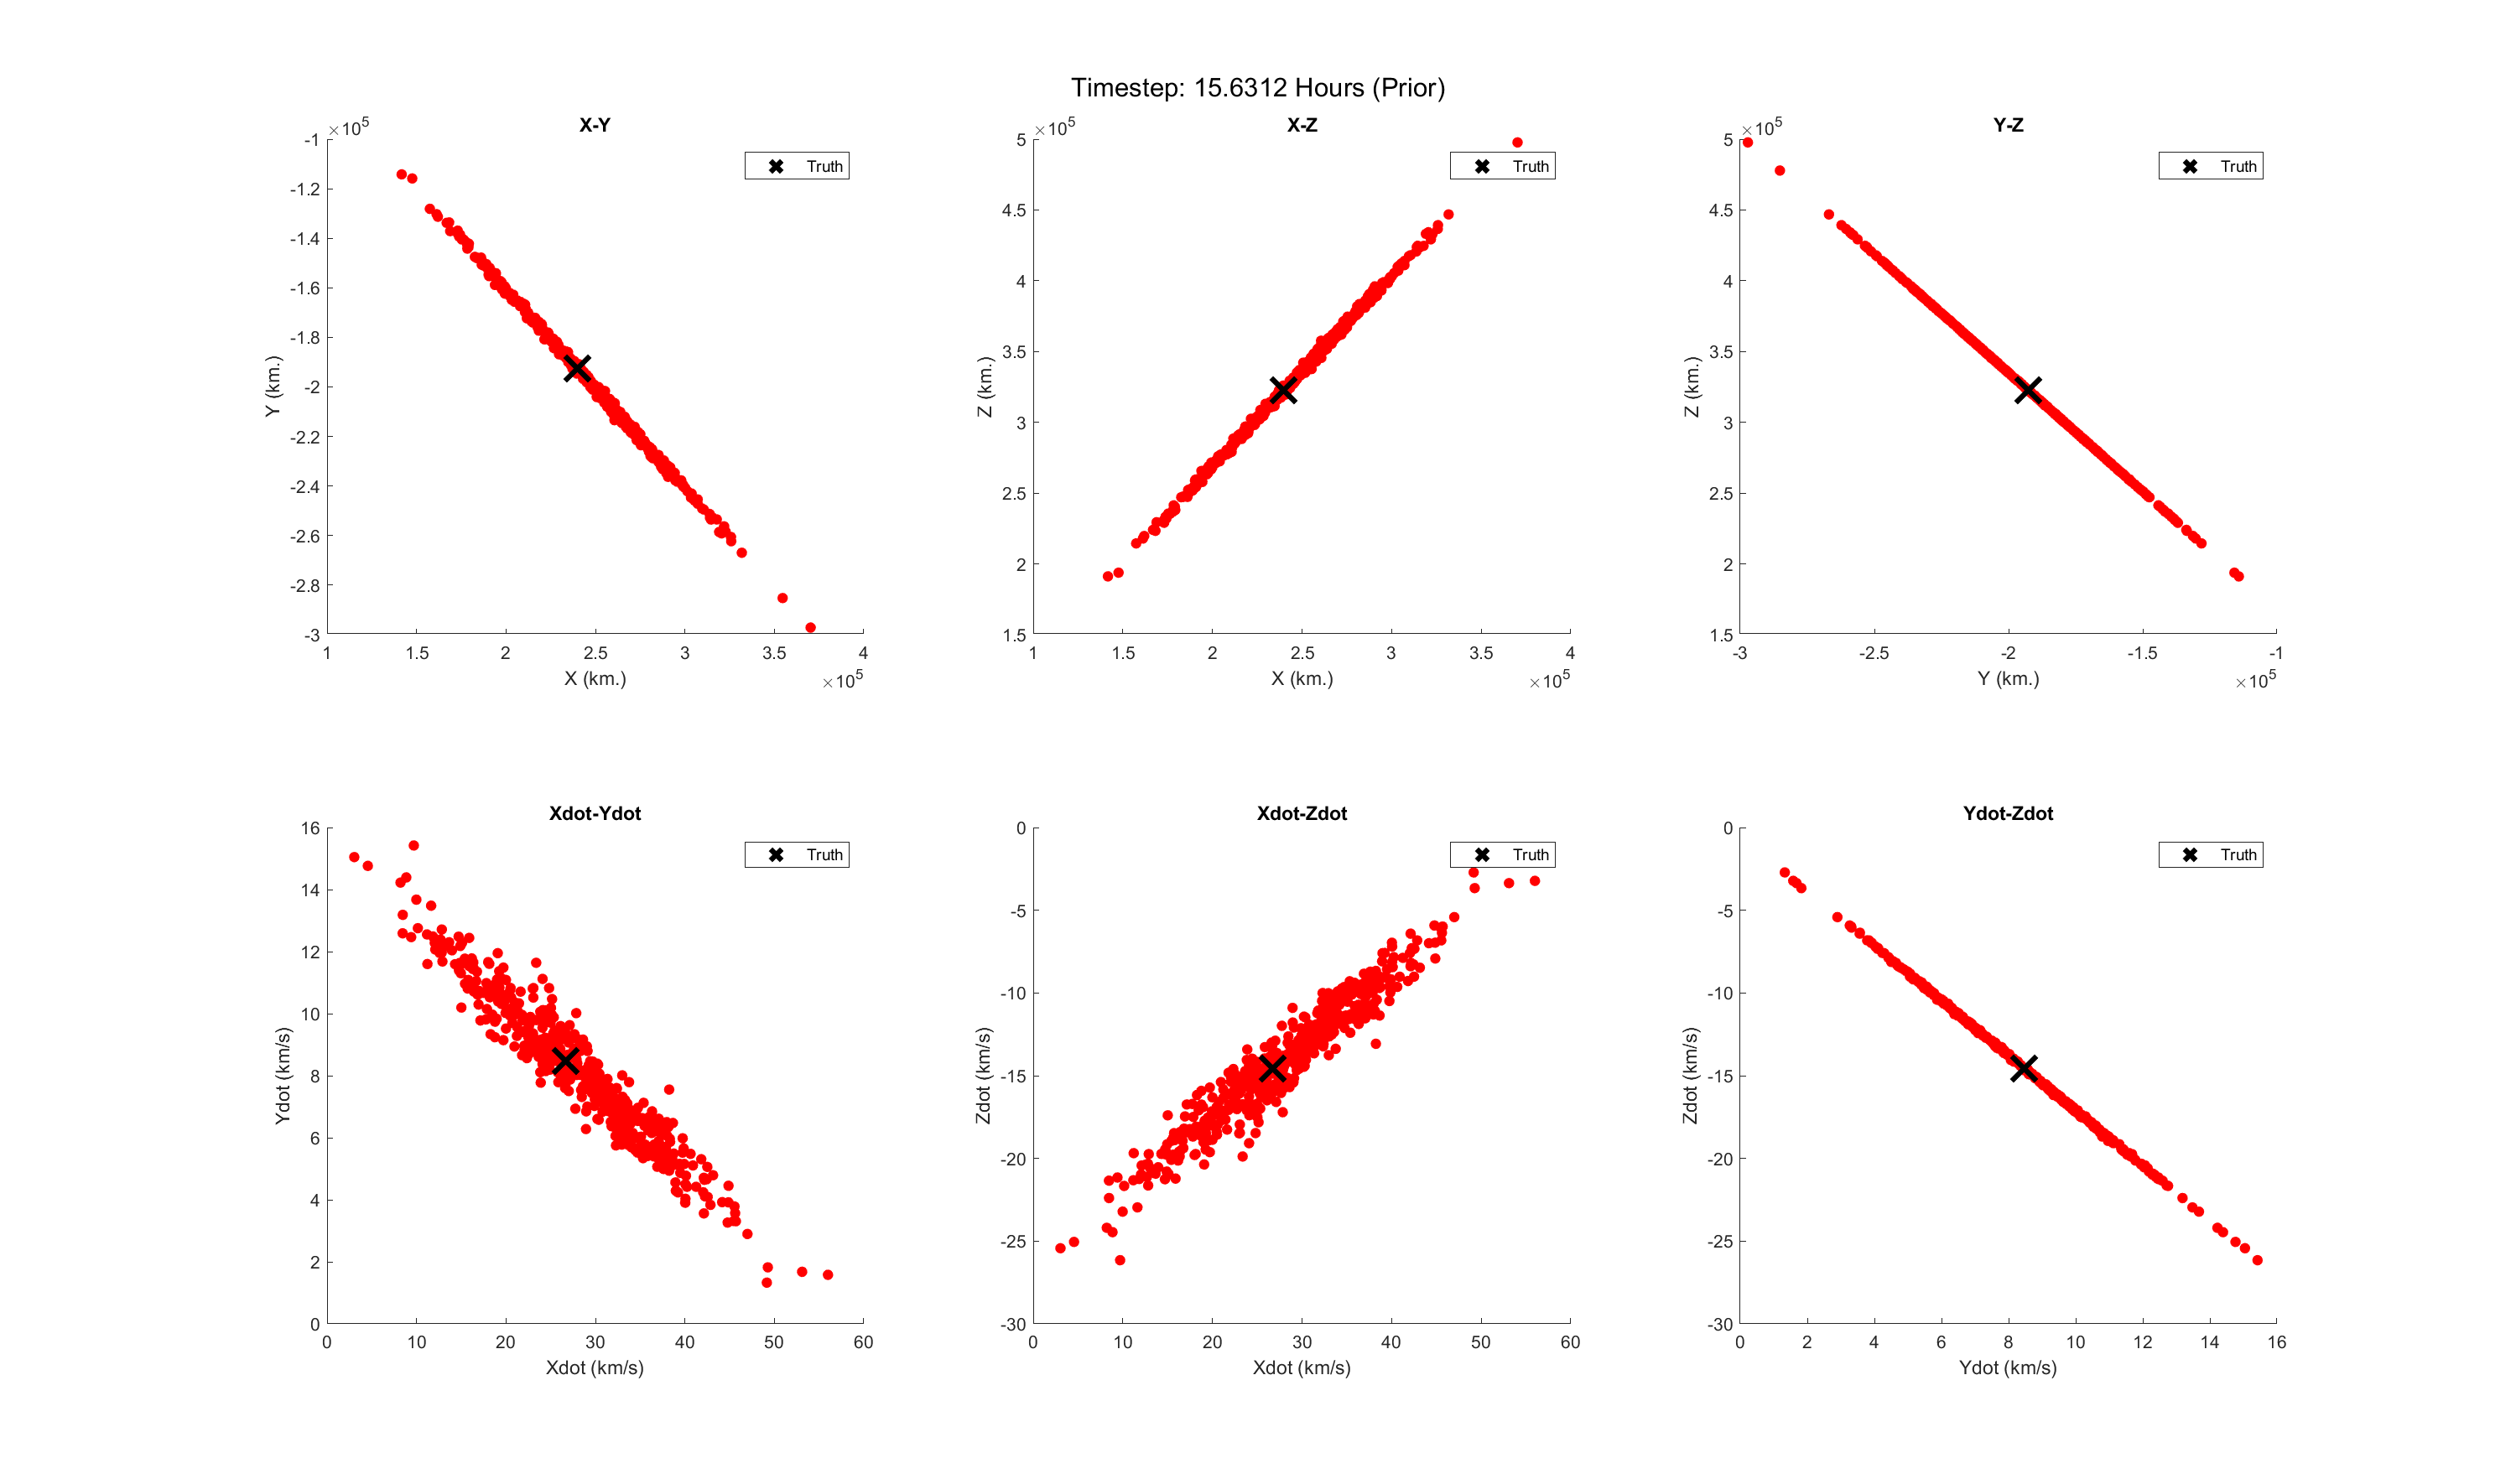 Timestep: 15.6312 Hours (Prior)
X-Y
×10^5
-1
-1.2
-1.4
-1.6
-1.8
-2
-2.2
-2.4
-2.6
-2.8
-3
Y (km.)
Truth
1 1.5 2 2.5 3 3.5 4
X (km.)
×10^5
X-Z
×10^5
5
4.5
4
3.5
3
2.5
2
1.5
Z (km.)
Truth
1 1.5 2 2.5 3 3.5 4
X (km.)
×10^5
Y-Z
×10^5
5
4.5
4
3.5
3
2.5
2
1.5
Z (km.)
Truth
-3 -2.5 -2 -1.5 -1
Y (km.)
×10^5
Xdot-Ydot
16
14
12
10
8
6
4
2
0
Ydot (km/s)
Truth
0 10 20 30 40 50 60
Xdot (km/s)
Xdot-Zdot
0
-5
-10
-15
-20
-25
-30
Zdot (km/s)
Truth
0 10 20 30 40 50 60
Xdot (km/s)
Ydot-Zdot
0
-5
-10
-15
-20
-25
-30
Zdot (km/s)
Truth
0 2 4 6 8 10 12 14 16
Ydot (km/s)